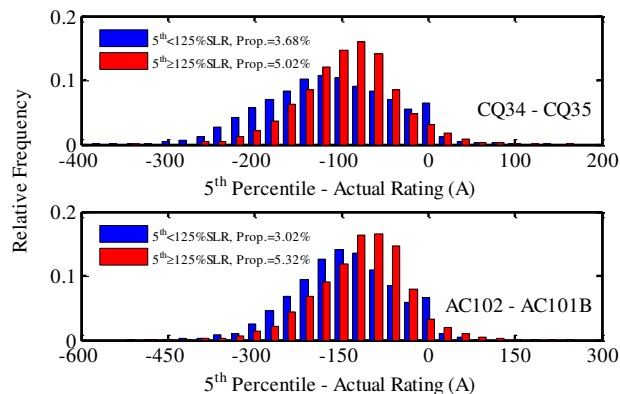 0.2
0.1
0
Relative Frequency
5th<125%SLR, Prop.=3.68%
5th≥125%SLR, Prop.=5.02%
CQ34 - CQ35
-400 -300 -200 -100 0 100 200
5th Percentile - Actual Rating (A)
0.2
0.1
0
5th<125%SLR, Prop.=3.02%
5th≥125%SLR, Prop.=5.32%
AC102 - AC101B
-600 -450 -300 -150 0 150 300
5th Percentile - Actual Rating (A)